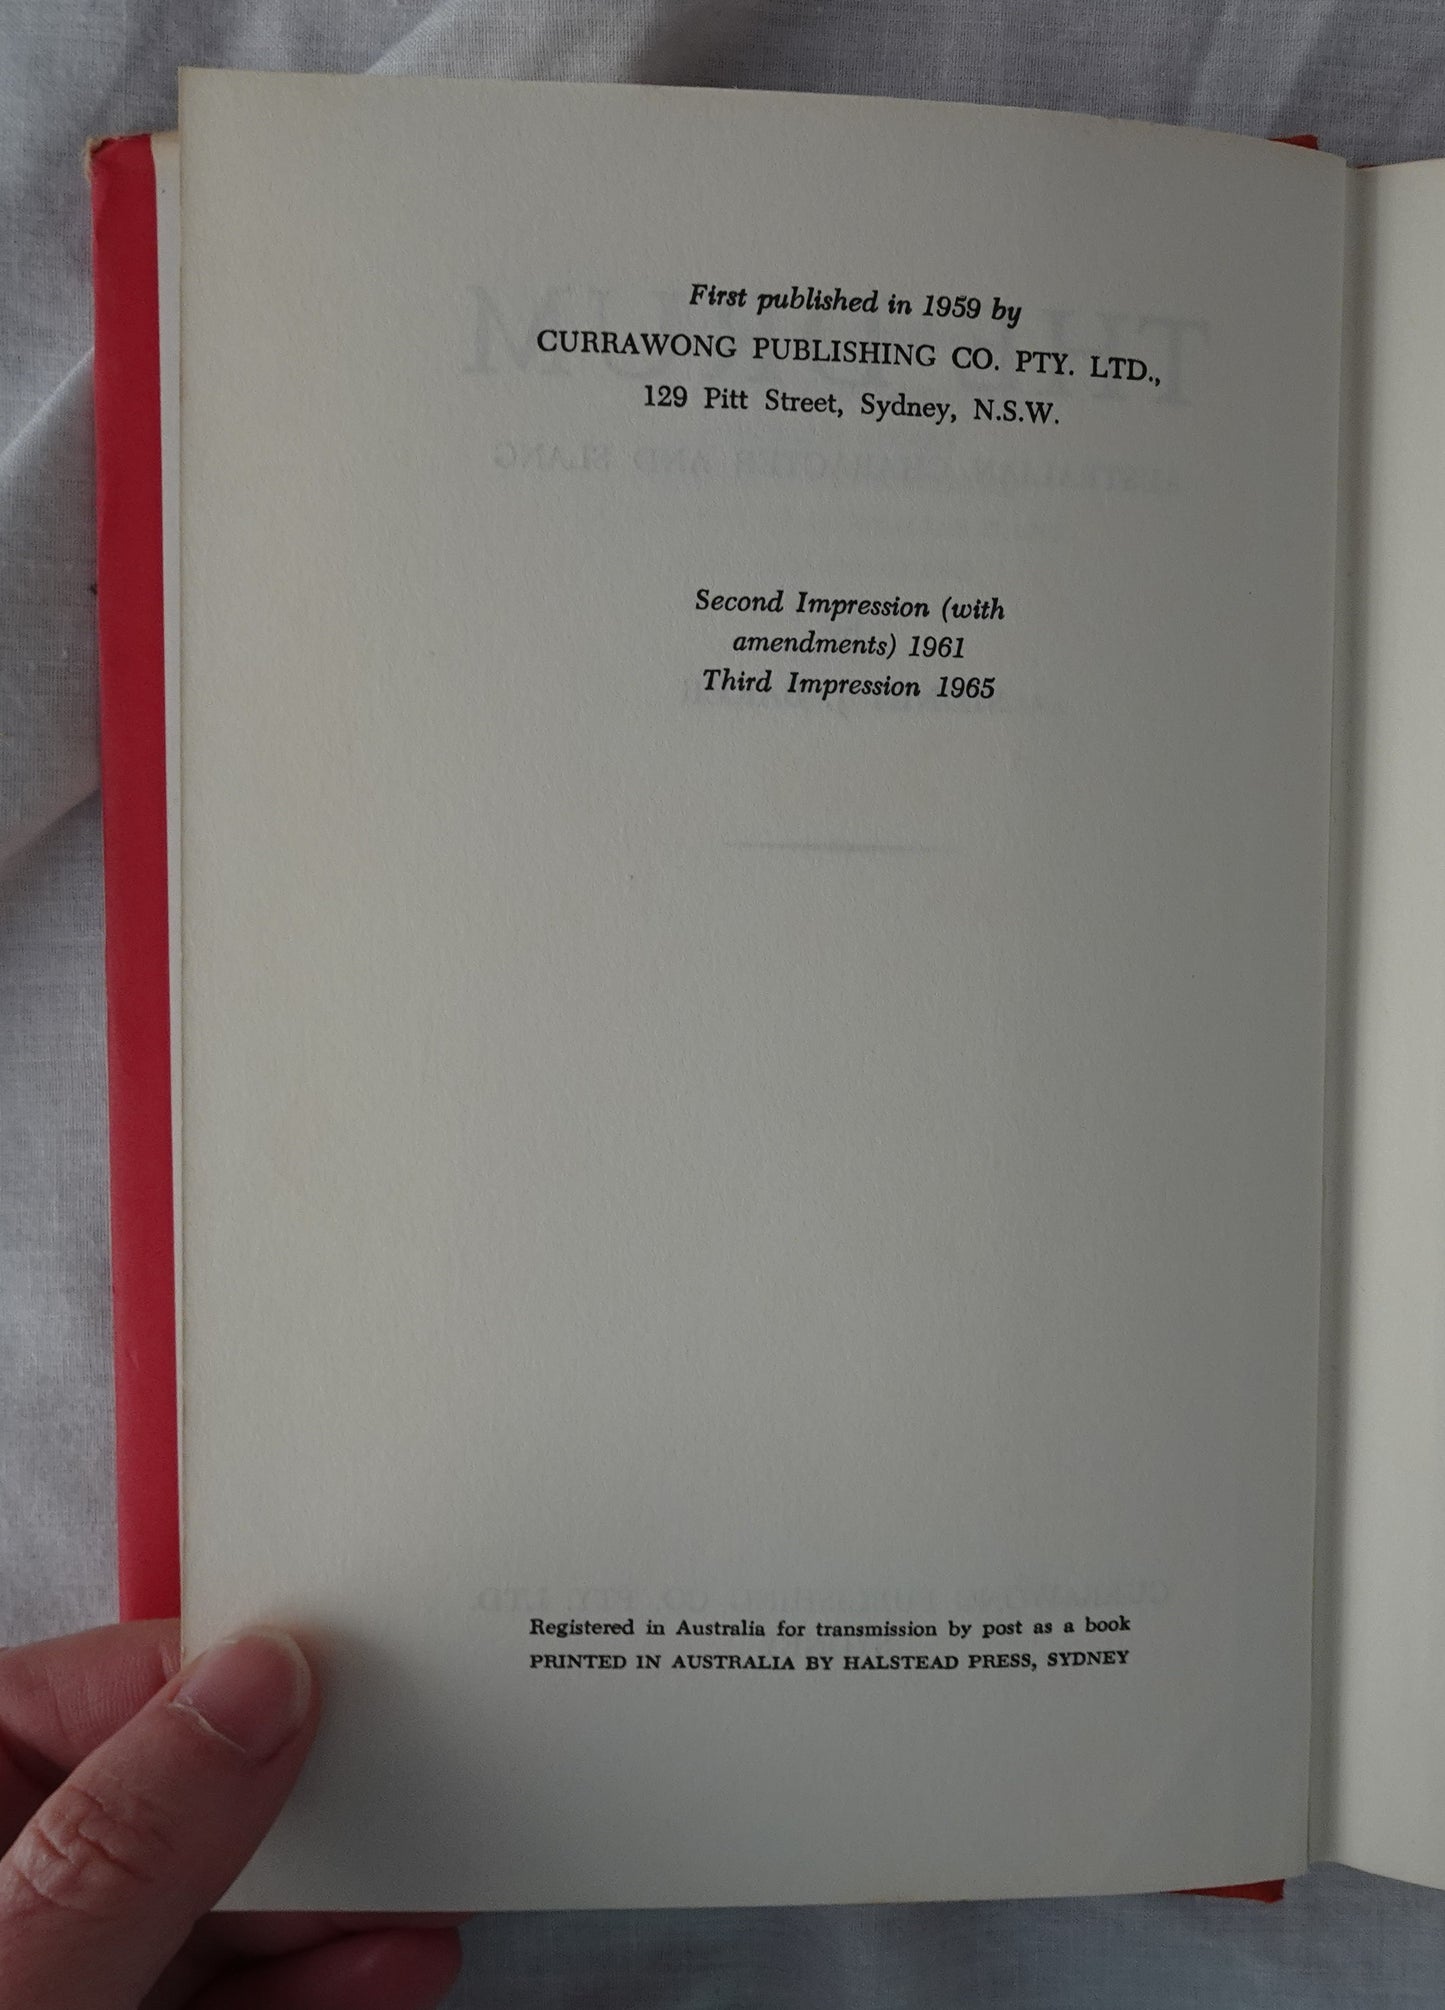 First published in 1959 by
CURRAWONG PUBLISHING CO. PTY. LTD.,
129 Pitt Street, Sydney, N.S.W.
Second Impression (with
amendments) 1961
Third Impression 1965
Registered in Australia for transmission by post as a book
PRINTED IN AUSTRALIA BY HALSTEAD PRESS, SYDNEY